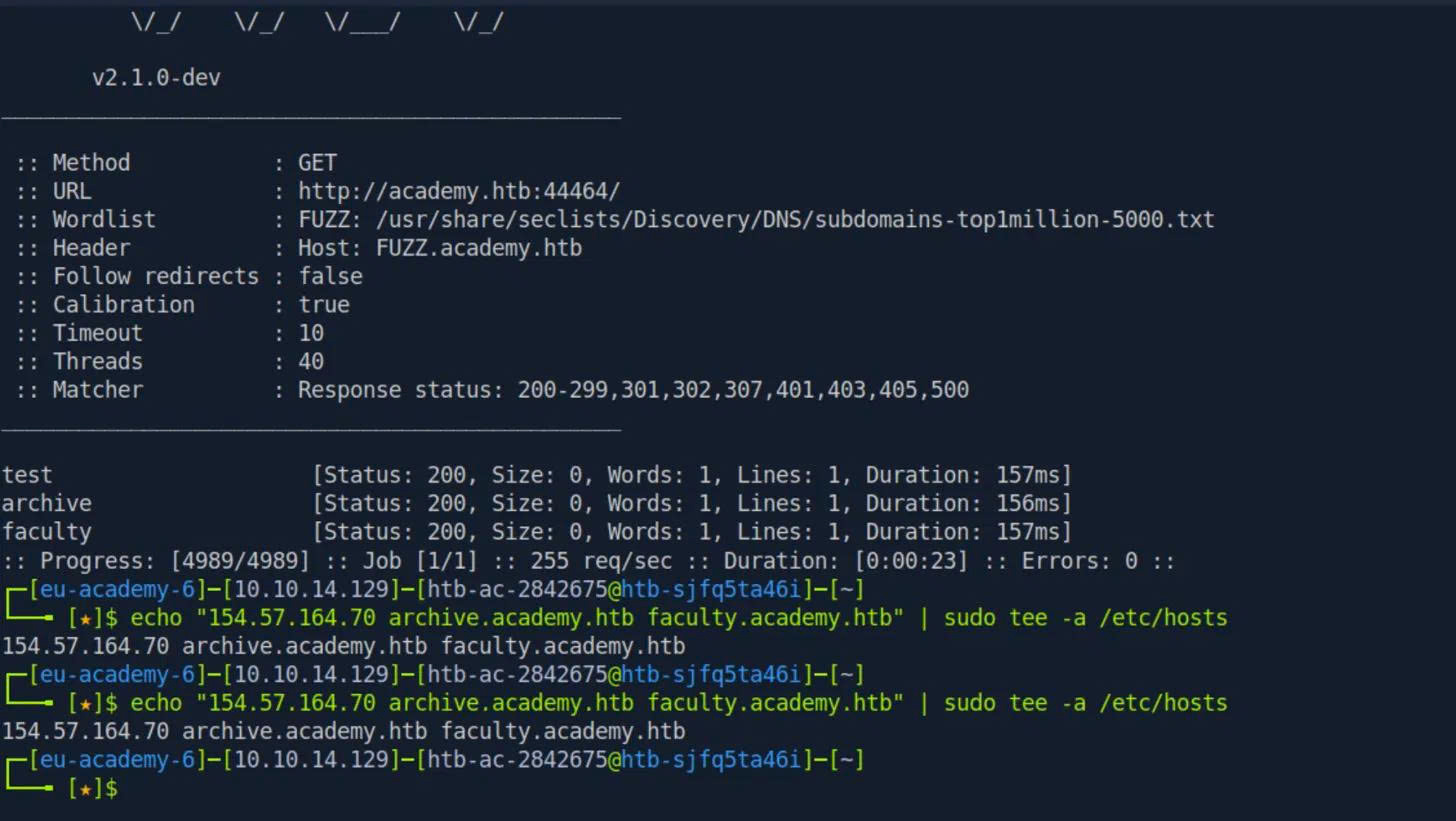 \/_/    \/_/   \/___/    \/_/
v2.1.0-dev
________________________________________________
:: Method           : GET
:: URL              : http://academy.htb:44464/
:: Wordlist         : FUZZ: /usr/share/seclists/Discovery/DNS/subdomains-top1million-5000.txt
:: Header           : Host: FUZZ.academy.htb
:: Follow redirects : false
:: Calibration      : true
:: Timeout          : 10
:: Threads          : 40
:: Matcher          : Response status: 200-299,301,302,307,401,403,405,500
________________________________________________
test                    [Status: 200, Size: 0, Words: 1, Lines: 1, Duration: 157ms]
archive                 [Status: 200, Size: 0, Words: 1, Lines: 1, Duration: 156ms]
faculty                 [Status: 200, Size: 0, Words: 1, Lines: 1, Duration: 157ms]
:: Progress: [4989/4989] :: Job [1/1] :: 255 req/sec :: Duration: [0:00:23] :: Errors: 0 ::
┌─[eu-academy-6]─[10.10.14.129]─[htb-ac-2842675@htb-sjfq5ta46i]─[~]
└──╼ [★]$ echo "154.57.164.70 archive.academy.htb faculty.academy.htb" | sudo tee -a /etc/hosts
154.57.164.70 archive.academy.htb faculty.academy.htb
┌─[eu-academy-6]─[10.10.14.129]─[htb-ac-2842675@htb-sjfq5ta46i]─[~]
└──╼ [★]$ echo "154.57.164.70 archive.academy.htb faculty.academy.htb" | sudo tee -a /etc/hosts
154.57.164.70 archive.academy.htb faculty.academy.htb
┌─[eu-academy-6]─[10.10.14.129]─[htb-ac-2842675@htb-sjfq5ta46i]─[~]
└──╼ [★]$